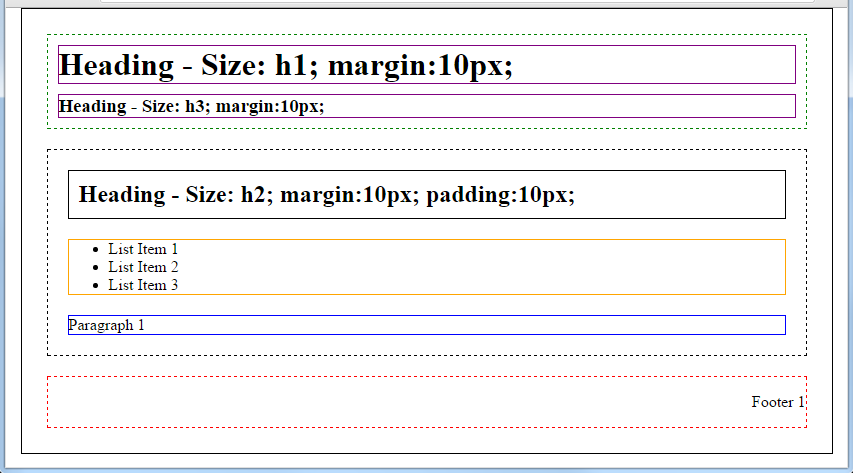 Heading - Size: h1; margin:10px;
Heading - Size: h3; margin:10px;
Heading - Size: h2; margin:10px; padding:10px;
List Item 1
List Item 2
List Item 3
Paragraph 1
Footer 1